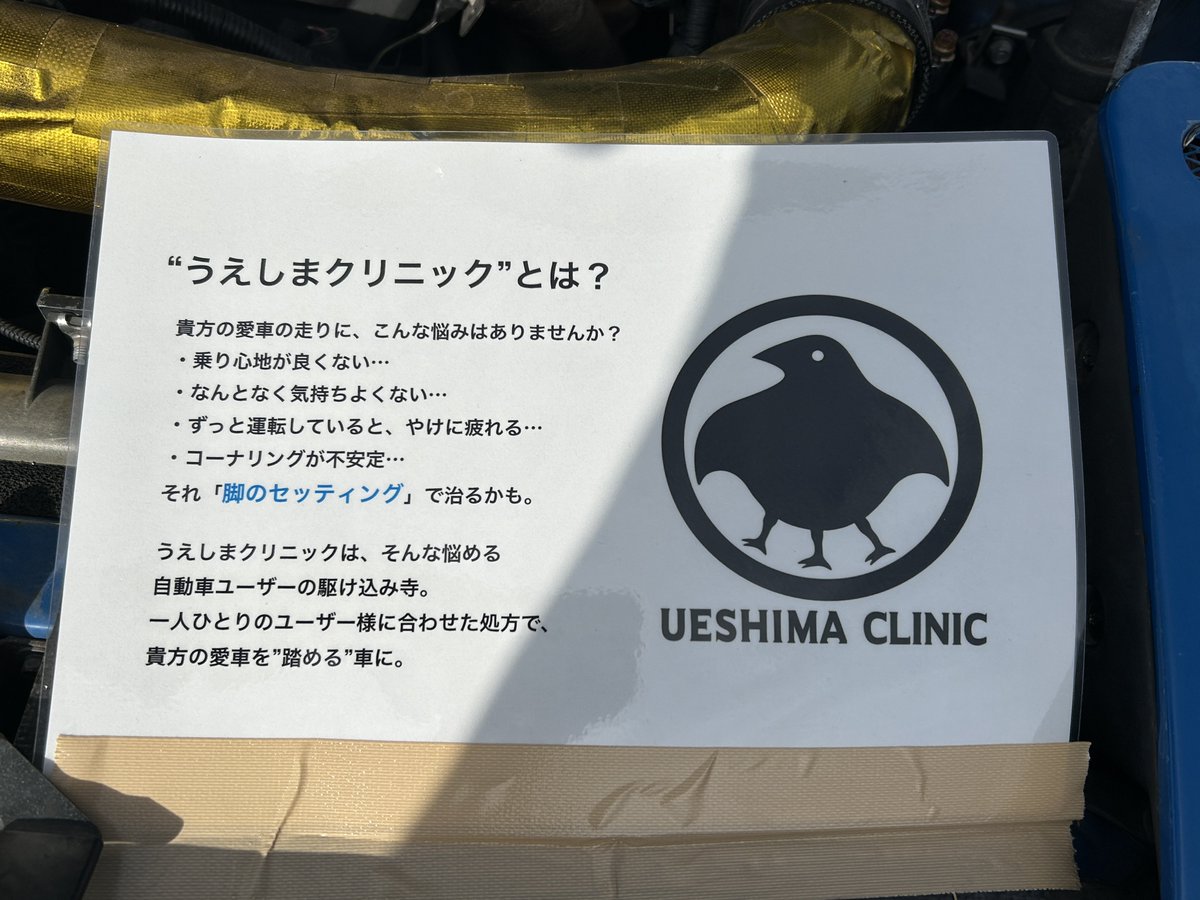 “うえしまクリニック”とは？
貴方の愛車の走りに、こんな悩みはありませんか？
・乗り心地が良くない…
・なんとなく気持ちよくない…
・ずっと運転していると、やけに疲れる…
・コーナリングが不安定…
それ「脚のセッティング」で治るかも。
うえしまクリニックは、そんな悩める
自動車ユーザーの駆け込み寺。
一人ひとりのユーザー様に合わせた処方で、
貴方の愛車を”踏める”車に。
UESHIMA CLINIC